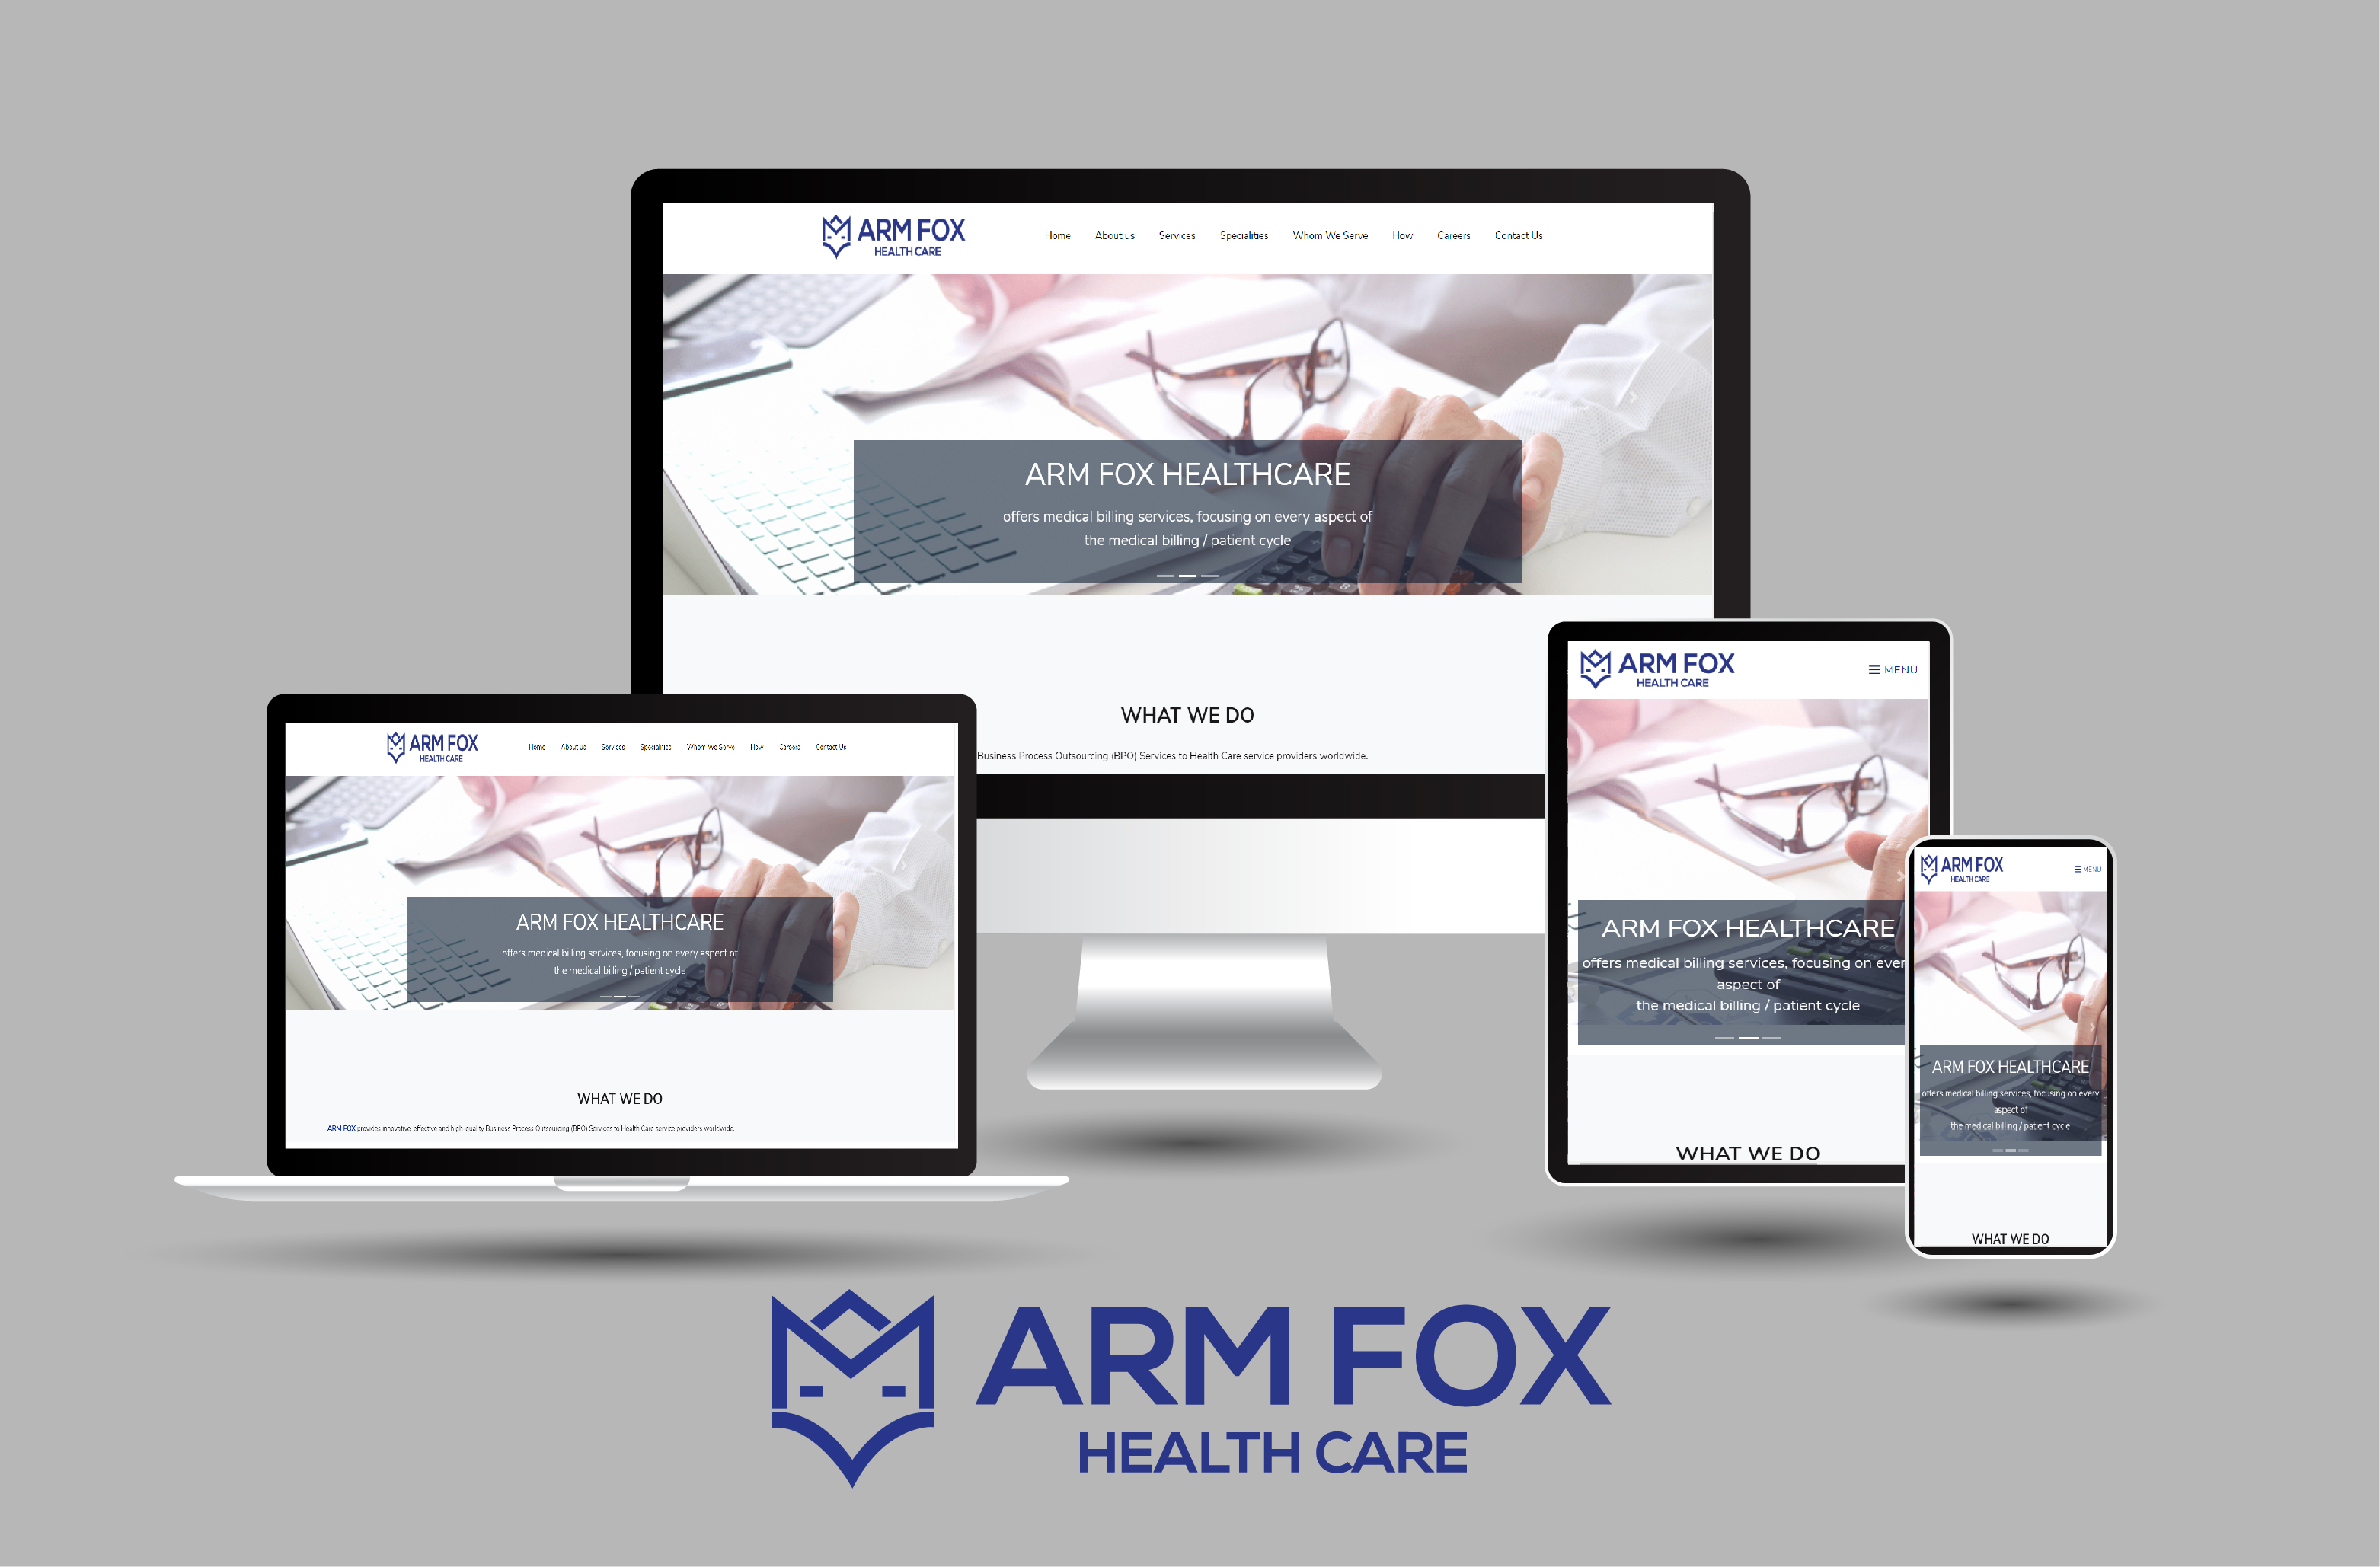 ARM FOX
HEALTH CARE
Home About us Services Specialities Whom We Serve How Careers Contact Us
ARM FOX HEALTHCARE
offers medical billing services, focusing on every aspect of
the medical billing / patient cycle
WHAT WE DO
Business Process Outsourcing (BPO) Services to Health Care service providers worldwide.
ARM FOX
HEALTH CARE
Home About us Services Specialities Whom We Serve How Careers Contact Us
ARM FOX HEALTHCARE
offers medical billing services, focusing on every aspect of
the medical billing / patient cycle
WHAT WE DO
ARM FOX provides innovative, effective and high-quality Business Process Outsourcing (BPO) Services to Health Care service providers worldwide.
ARM FOX
HEALTH CARE
MENU
ARM FOX HEALTHCARE
offers medical billing services, focusing on ever
aspect of
the medical billing / patient cycle
WHAT WE DO
ARM FOX
HEALTH CARE
MENU
ARM FOX HEALTHCARE
offers medical billing services, focusing on every
aspect of
the medical billing / patient cycle
WHAT WE DO
ARM FOX
HEALTH CARE